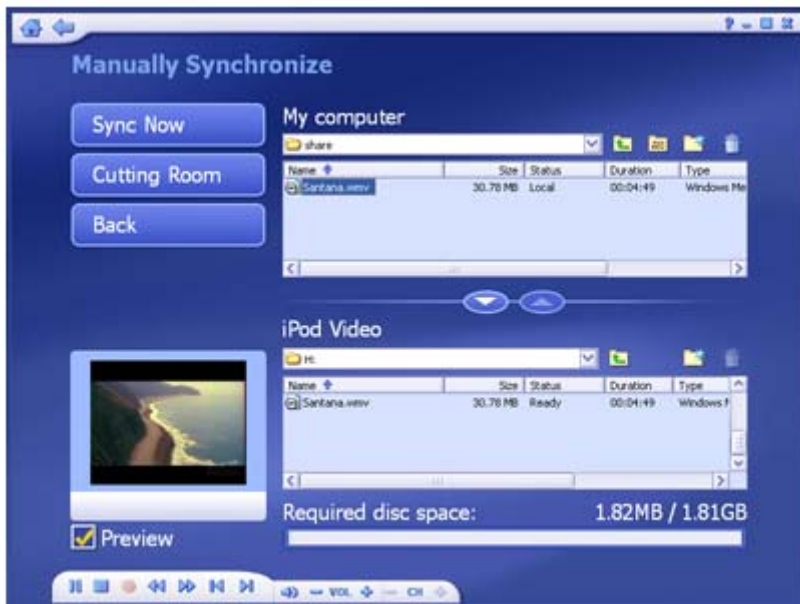 ?
Manually Synchronize
Sync Now
Cutting Room
Back
My computer
share
Name Size Status Duration Type
Santana.wmv 30.78 MB Local 00:04:49 Windows Me
iPod Video
H:
Name Size Status Duration Type
Santana.wmv 30.78 MB Ready 00:04:49 Windows M
Required disc space: 1.82MB / 1.81GB
Preview
VOL CH